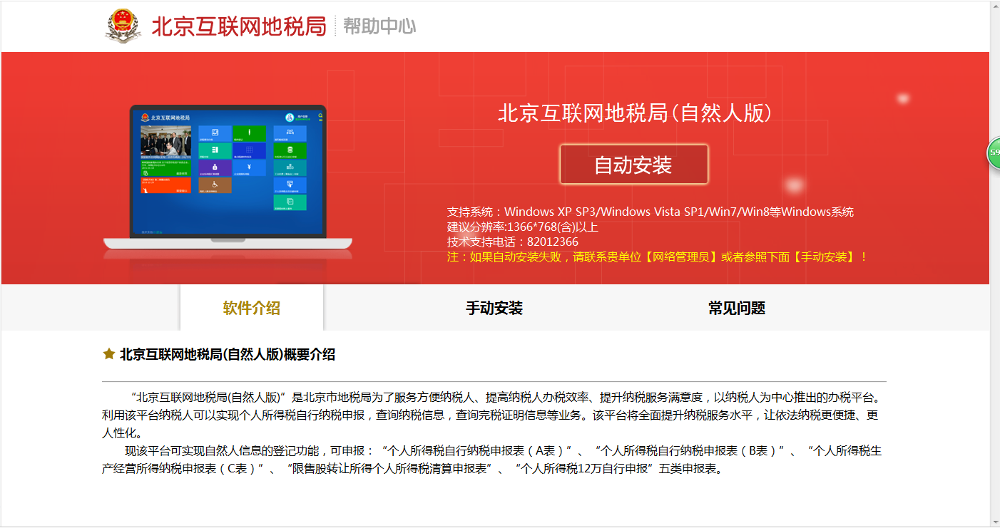 北京互联网地税局 帮助中心
北京互联网地税局
北京互联网地税局(自然人版)
自动安装
59
支持系统：Windows XP SP3/Windows Vista SP1/Win7/Win8等Windows系统
建议分辨率:1366*768(含)以上
技术支持电话：82012366
注：如果自动安装失败，请联系贵单位【网络管理员】或者参照下面【手动安装】！
软件介绍 手动安装 常见问题
北京互联网地税局(自然人版)概要介绍
“北京互联网地税局(自然人版)”是北京市地税局为了服务方便纳税人、提高纳税人办税效率、提升纳税服务满意度，以纳税人为中心推出的办税平台。
利用该平台纳税人可以实现个人所得税自行纳税申报，查询纳税信息，查询完税证明信息等业务。该平台将全面提升纳税服务水平，让依法纳税更便捷、更
人性化。
现该平台可实现自然人信息的登记功能，可申报：“个人所得税自行纳税申报表（A表）”、“个人所得税自行纳税申报表（B表）”、“个人所得税生
产经营所得纳税申报表（C表）”、“限售股转让所得个人所得税清算申报表”、“个人所得税12万自行申报”五类申报表。